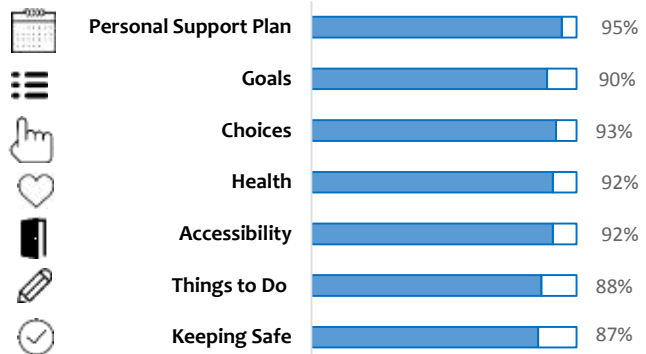 Personal Support Plan 95%
Goals 90%
Choices 93%
Health 92%
Accessibility 92%
Things to Do 88%
Keeping Safe 87%